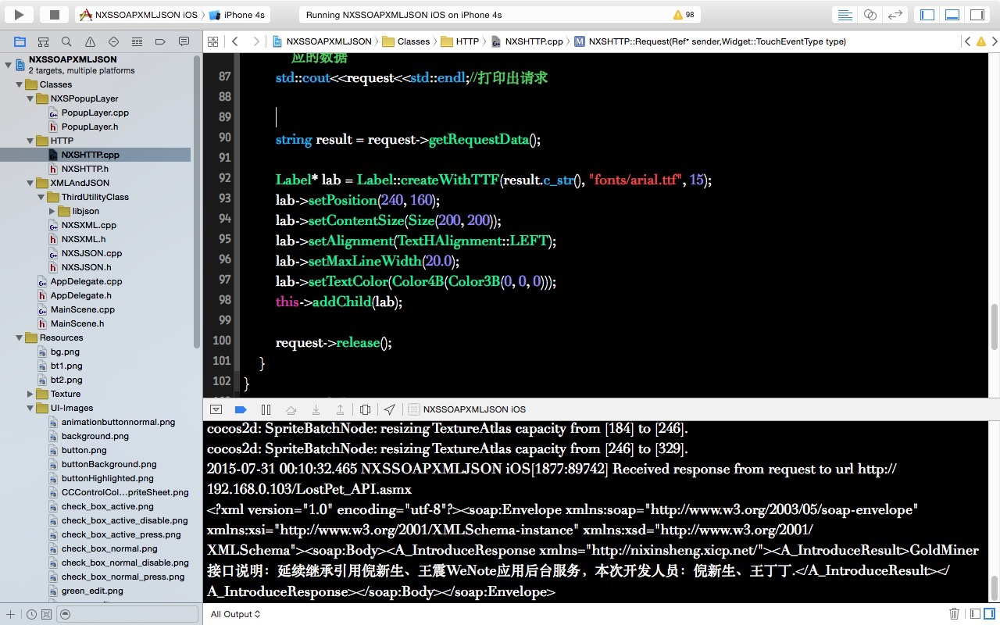 NXSSOAPXMLJSON iOS
iPhone 4s
Running NXSSOAPXMLJSON iOS on iPhone 4s
98
NXSSOAPXMLJSON
Classes
HTTP
NXSHTTP.cpp
NXSHTTP::Request(Ref* sender,Widget::TouchEventType type)
NXSSOAPXMLJSON
2 targets, multiple platforms
Classes
NXSPopupLayer
PopupLayer.cpp
PopupLayer.h
HTTP
NXSHTTP.cpp
NXSHTTP.h
XMLAndJSON
ThirdUtilityClass
libjson
NXSXML.cpp
NXSXML.h
NXSJSON.cpp
NXSJSON.h
AppDelegate.cpp
AppDelegate.h
MainScene.cpp
MainScene.h
Resources
bg.png
bt1.png
bt2.png
Texture
UI-Images
animationbuttonnormal.png
background.png
button.png
buttonBackground.png
buttonHighlighted.png
CCControlCol...priteSheet.png
check_box_active.png
check_box_active_disable.png
check_box_active_press.png
check_box_normal.png
check_box_normal_disable.png
check_box_normal_press.png
green_edit.png
应的数据
87 std::cout<<request<<std::endl;//打印出请求
88
89
90 string result = request->getRequestData();
91
92 Label* lab = Label::createWithTTF(result.c_str(), "fonts/arial.ttf", 15);
93 lab->setPosition(240, 160);
94 lab->setContentSize(Size(200, 200));
95 lab->setAlignment(TextHAlignment::LEFT);
96 lab->setMaxLineWidth(20.0);
97 lab->setTextColor(Color4B(Color3B(0, 0, 0)));
98 this->addChild(lab);
99
100 request->release();
101 }
102 }
NXSSOAPXMLJSON iOS
cocos2d: SpriteBatchNode: resizing TextureAtlas capacity from [184] to [246].
cocos2d: SpriteBatchNode: resizing TextureAtlas capacity from [246] to [329].
2015-07-31 00:10:32.465 NXSSOAPXMLJSON iOS[1877:89742] Received response from request to url http://
192.168.0.103/LostPet_API.asmx
<?xml version="1.0" encoding="utf-8"?><soap:Envelope xmlns:soap="http://www.w3.org/2003/05/soap-envelope"
xmlns:xsi="http://www.w3.org/2001/XMLSchema-instance" xmlns:xsd="http://www.w3.org/2001/
XMLSchema"><soap:Body><A_IntroduceResponse xmlns="http://nixinsheng.xicp.net/"><A_IntroduceResult>GoldMiner
接口说明：延续继承引用倪新生、王震WeNote应用后台服务，本次开发人员：倪新生、王丁丁.</A_IntroduceResult></
A_IntroduceResponse></soap:Body></soap:Envelope>
All Output